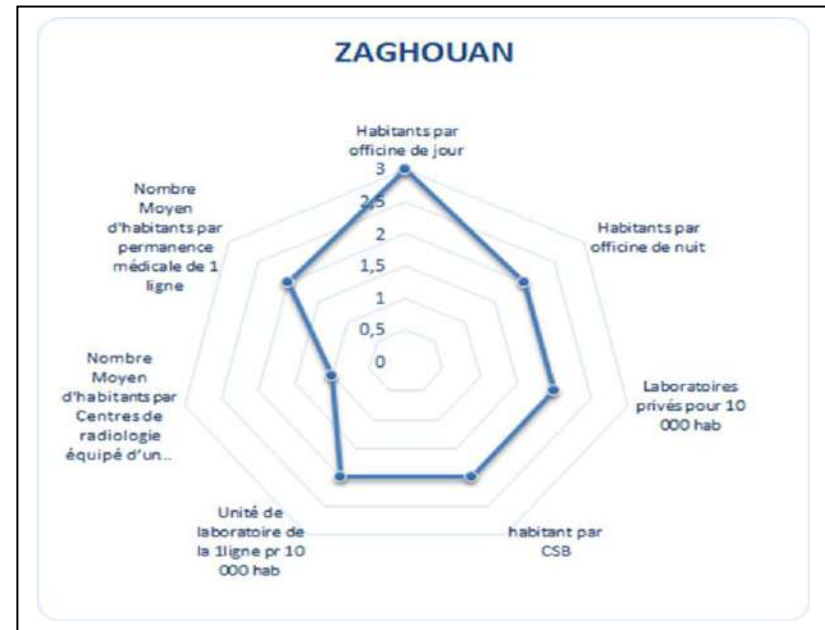 ZAGHOUAN
Habitants par
officine de jour
3
2,5
2
1,5
1
0,5
0
Habitants par
officine de nuit
Laboratoires
privés pour 10
000 hab
habitant par
CSB
Unité de
laboratoire de
la 1ligne pr 10
000 hab
Nombre
Moyen
d'habitants par
Centres de
radiologie
équipé d'un..
Nombre
Moyen
d'habitants par
permanence
médicale de 1
ligne